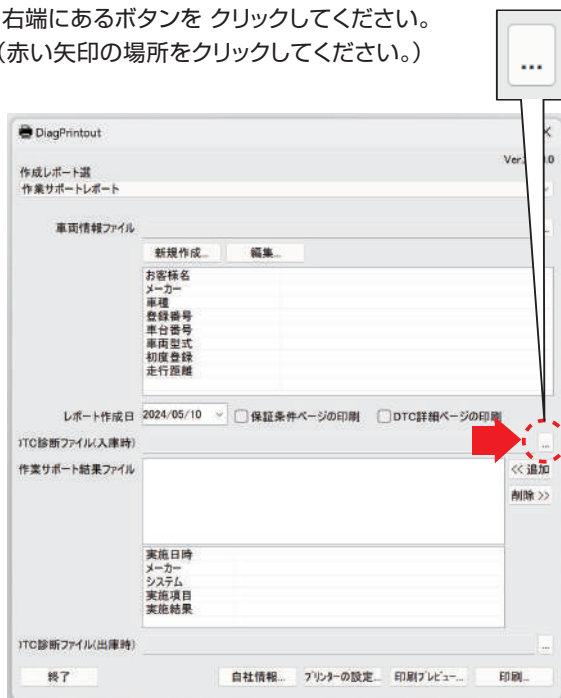 右端にあるボタンを クリックしてください。
(赤い矢印の場所をクリックしてください。)
...
DiagPrintout
作成レポート選
作業サポートレポート
車両情報ファイル
新規作成... 編集...
お客様名
メーカー
車種
登録番号
車台番号
車両型式
初度登録
走行距離
レポート作成日 2024/05/10 保証条件ページの印刷 DTC詳細ページの印刷
TC診断ファイル(入庫時) ...
作業サポート結果ファイル << 追加
削除 >>
実施日時
メーカー
システム
実施項目
実施結果
TC診断ファイル(出庫時) ...
終了 自社情報... プリンターの設定... 印刷プレビュー... 印刷...